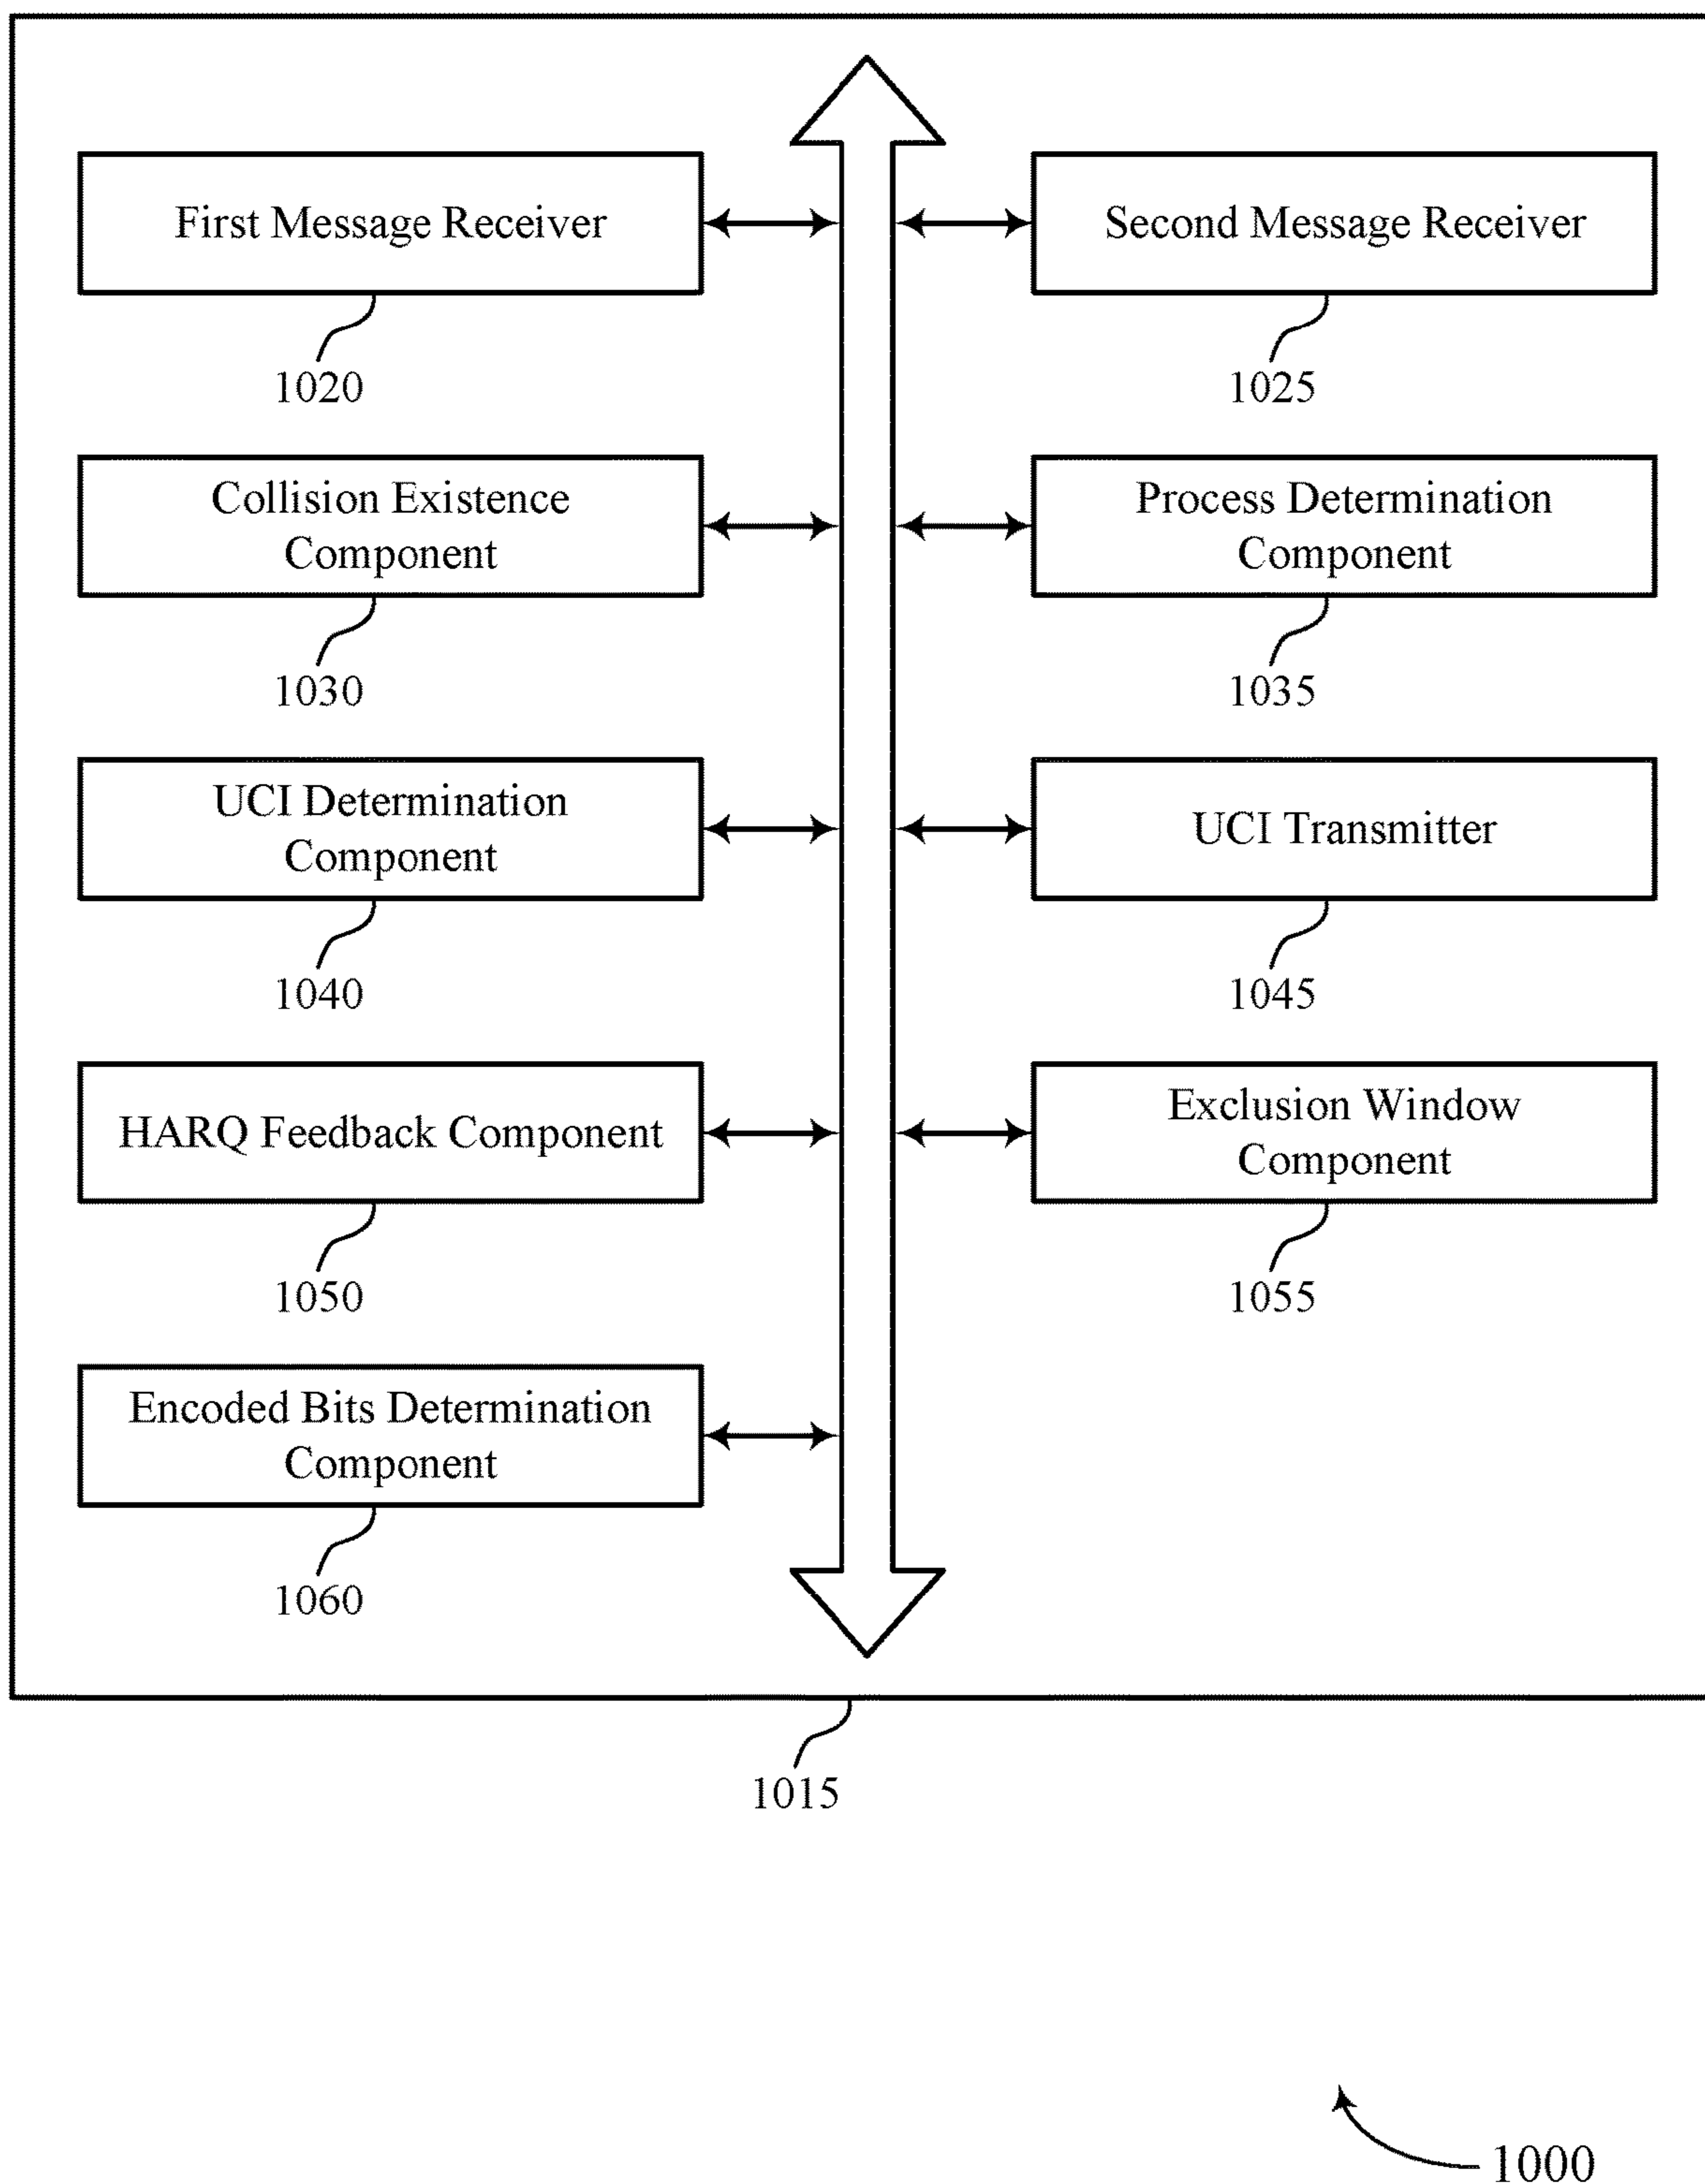 First Message Receiver
1020
Second Message Receiver
1025
Collision Existence
Component
1030
Process Determination
Component
1035
UCI Determination
Component
1040
UCI Transmitter
1045
HARQ Feedback Component
1050
Exclusion Window
Component
1055
Encoded Bits Determination
Component
1060
1015
1000